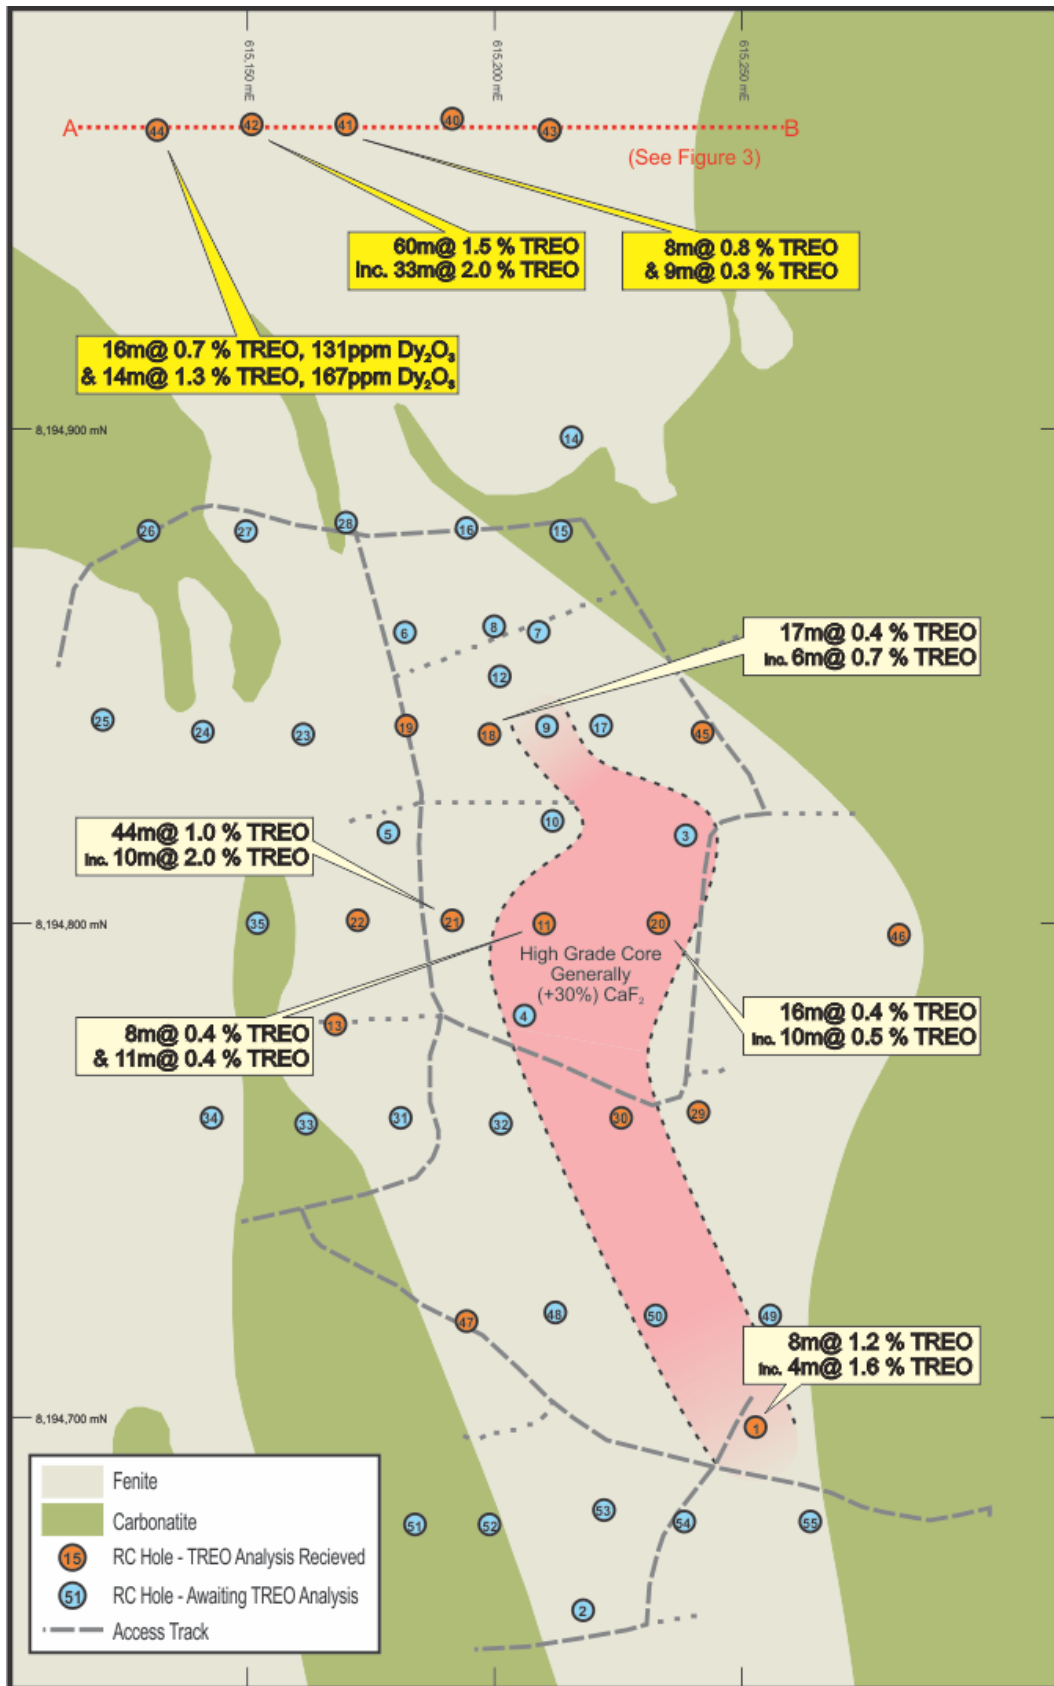 615,150 mE
615,200 mE
615,250 mE
A
44
42
41
40
43
B
(See Figure 3)
60m@ 1.5 % TREO
Inc. 33m@ 2.0 % TREO
8m@ 0.8 % TREO
& 9m@ 0.3 % TREO
16m@ 0.7 % TREO, 131ppm Dy₂O₃
& 14m@ 1.3 % TREO, 167ppm Dy₂O₃
8,194,900 mN
14
26
27
28
16
15
6
8
7
12
17m@ 0.4 % TREO
Inc. 6m@ 0.7 % TREO
25
24
23
19
18
9
17
45
5
10
3
44m@ 1.0 % TREO
Inc. 10m@ 2.0 % TREO
8,194,800 mN
35
22
21
11
20
46
High Grade Core
Generally
(+30%) CaF₂
4
13
8m@ 0.4 % TREO
& 11m@ 0.4 % TREO
16m@ 0.4 % TREO
Inc. 10m@ 0.5 % TREO
34
33
31
32
30
29
47
48
50
49
8m@ 1.2 % TREO
Inc. 4m@ 1.6 % TREO
8,194,700 mN
1
51
52
53
54
55
2
Fenite
Carbonatite
15 RC Hole - TREO Analysis Recieved
51 RC Hole - Awaiting TREO Analysis
Access Track